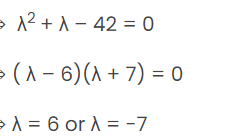 ⇒ λ² + λ − 42 = 0
⇒ ( λ − 6)(λ + 7) = 0
⇒ λ = 6 or λ = -7